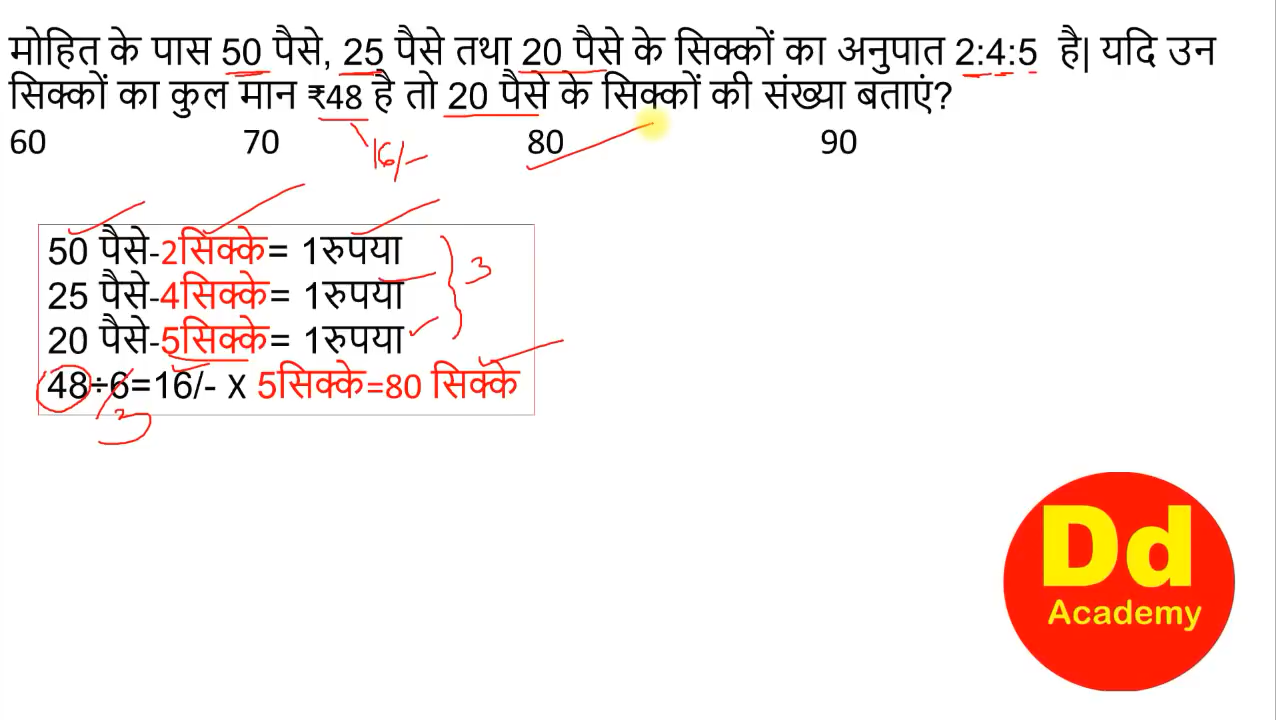 मोहित के पास 50 पैसे, 25 पैसे तथा 20 पैसे के सिक्कों का अनुपात 2:4:5 है| यदि उन
सिक्कों का कुल मान ₹48 है तो 20 पैसे के सिक्कों की संख्या बताएं?
60 70 80 90
16/-
50 पैसे-2सिक्के= 1रुपया
25 पैसे-4सिक्के= 1रुपया
20 पैसे-5सिक्के= 1रुपया
3
48÷6=16/- X 5सिक्के=80 सिक्के
3
Dd
Academy